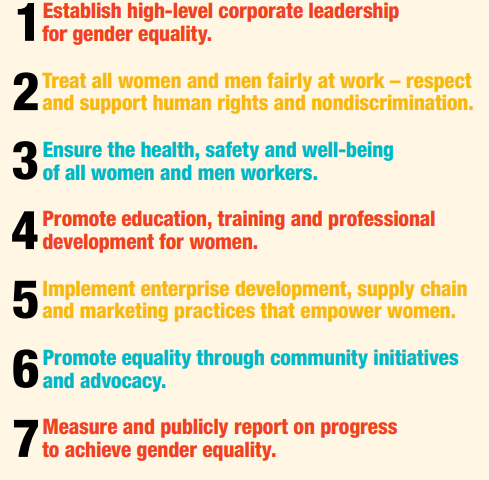 1 Establish high-level corporate leadership
for gender equality.
2 Treat all women and men fairly at work – respect
and support human rights and nondiscrimination.
3 Ensure the health, safety and well-being
of all women and men workers.
4 Promote education, training and professional
development for women.
5 Implement enterprise development, supply chain
and marketing practices that empower women.
6 Promote equality through community initiatives
and advocacy.
7 Measure and publicly report on progress
to achieve gender equality.